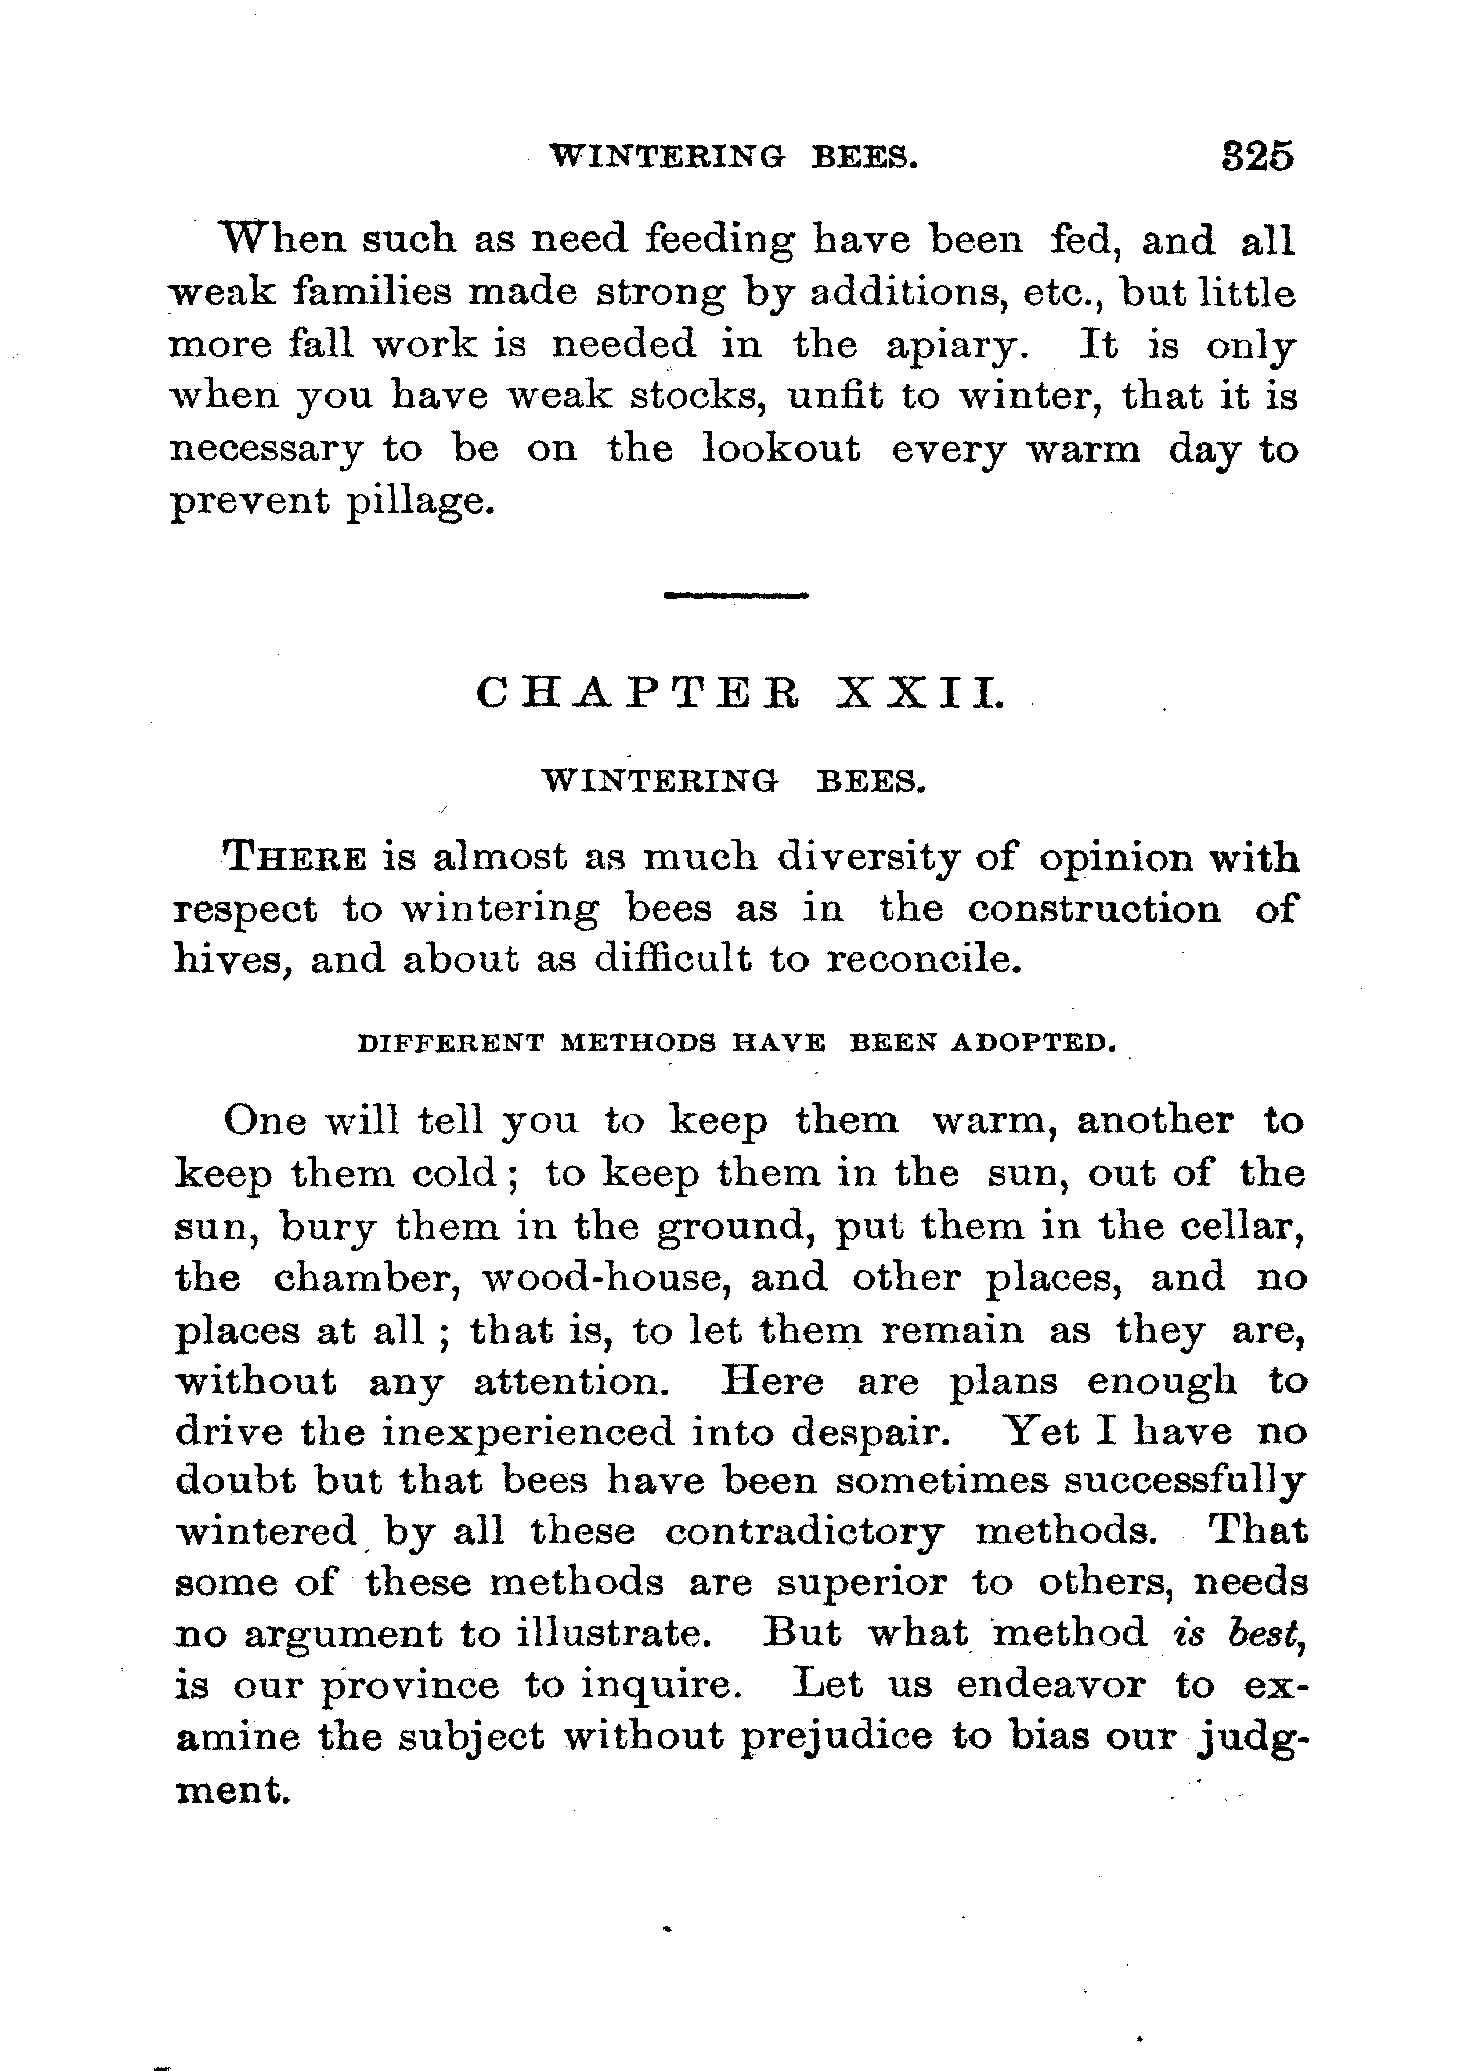 WINTERING BEES. 325
When such as need feeding have been fed, and all
weak families made strong by additions, etc., but little
more fall work is needed in the apiary. It is only
when you have weak stocks, unfit to winter, that it is
necessary to be on the lookout every warm day to
prevent pillage.
CHAPTER XXII.
WINTERING BEES.
THERE is almost as much diversity of opinion with
respect to wintering bees as in the construction of
hives, and about as difficult to reconcile.
DIFFERENT METHODS HAVE BEEN ADOPTED.
One will tell you to keep them warm, another to
keep them cold ; to keep them in the sun, out of the
sun, bury them in the ground, put them in the cellar,
the chamber, wood-house, and other places, and no
places at all ; that is, to let them remain as they are,
without any attention. Here are plans enough to
drive the inexperienced into despair. Yet I have no
doubt but that bees have been sometimes successfully
wintered by all these contradictory methods. That
some of these methods are superior to others, needs
no argument to illustrate. But what method is best,
is our province to inquire. Let us endeavor to ex-
amine the subject without prejudice to bias our judg-
ment.